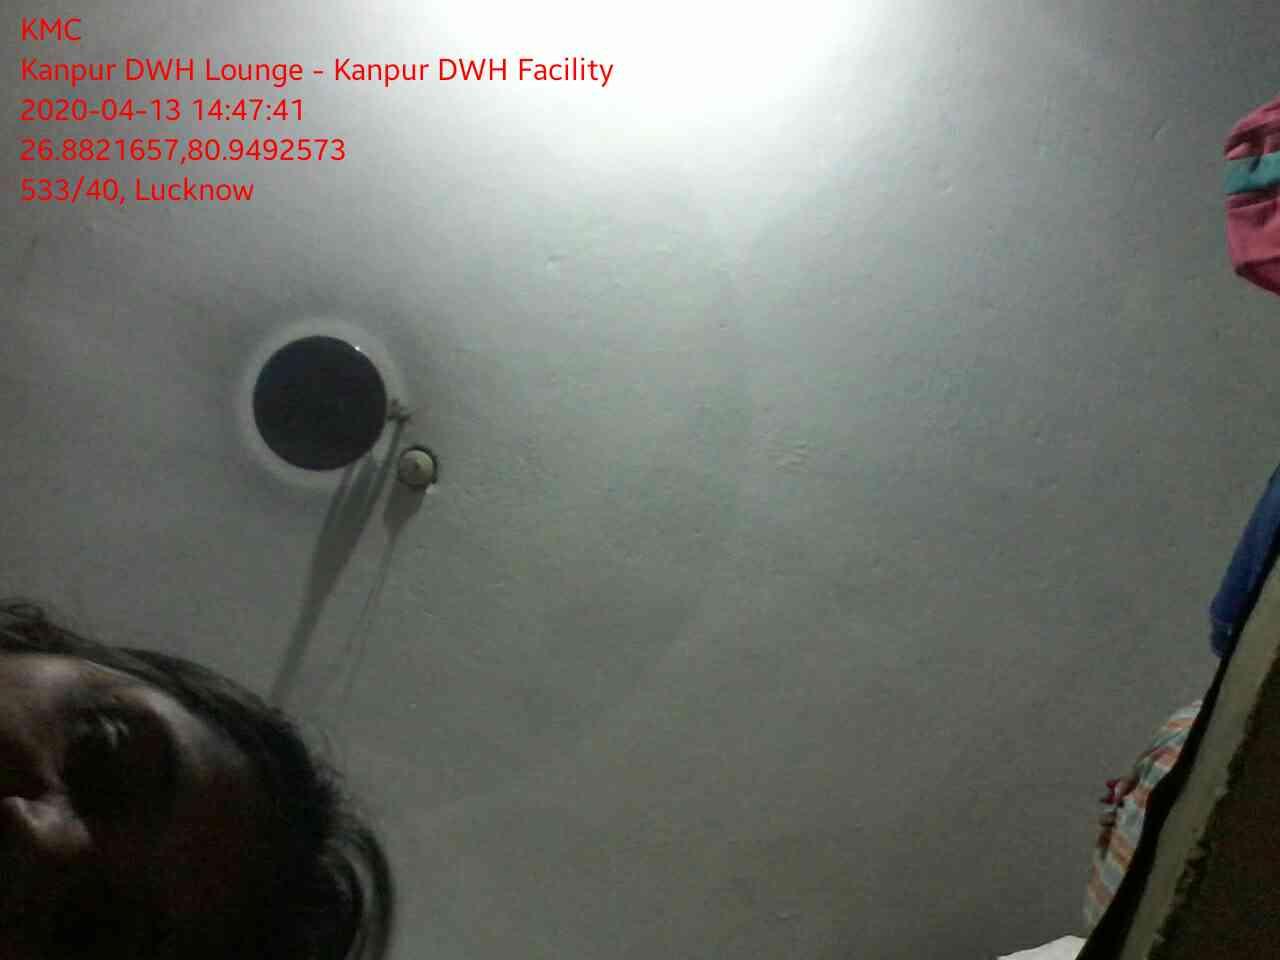 KMC
Kanpur DWH Lounge - Kanpur DWH Facility
2020-04-13 14:47:41
26.8821657,80.9492573
533/40, Lucknow